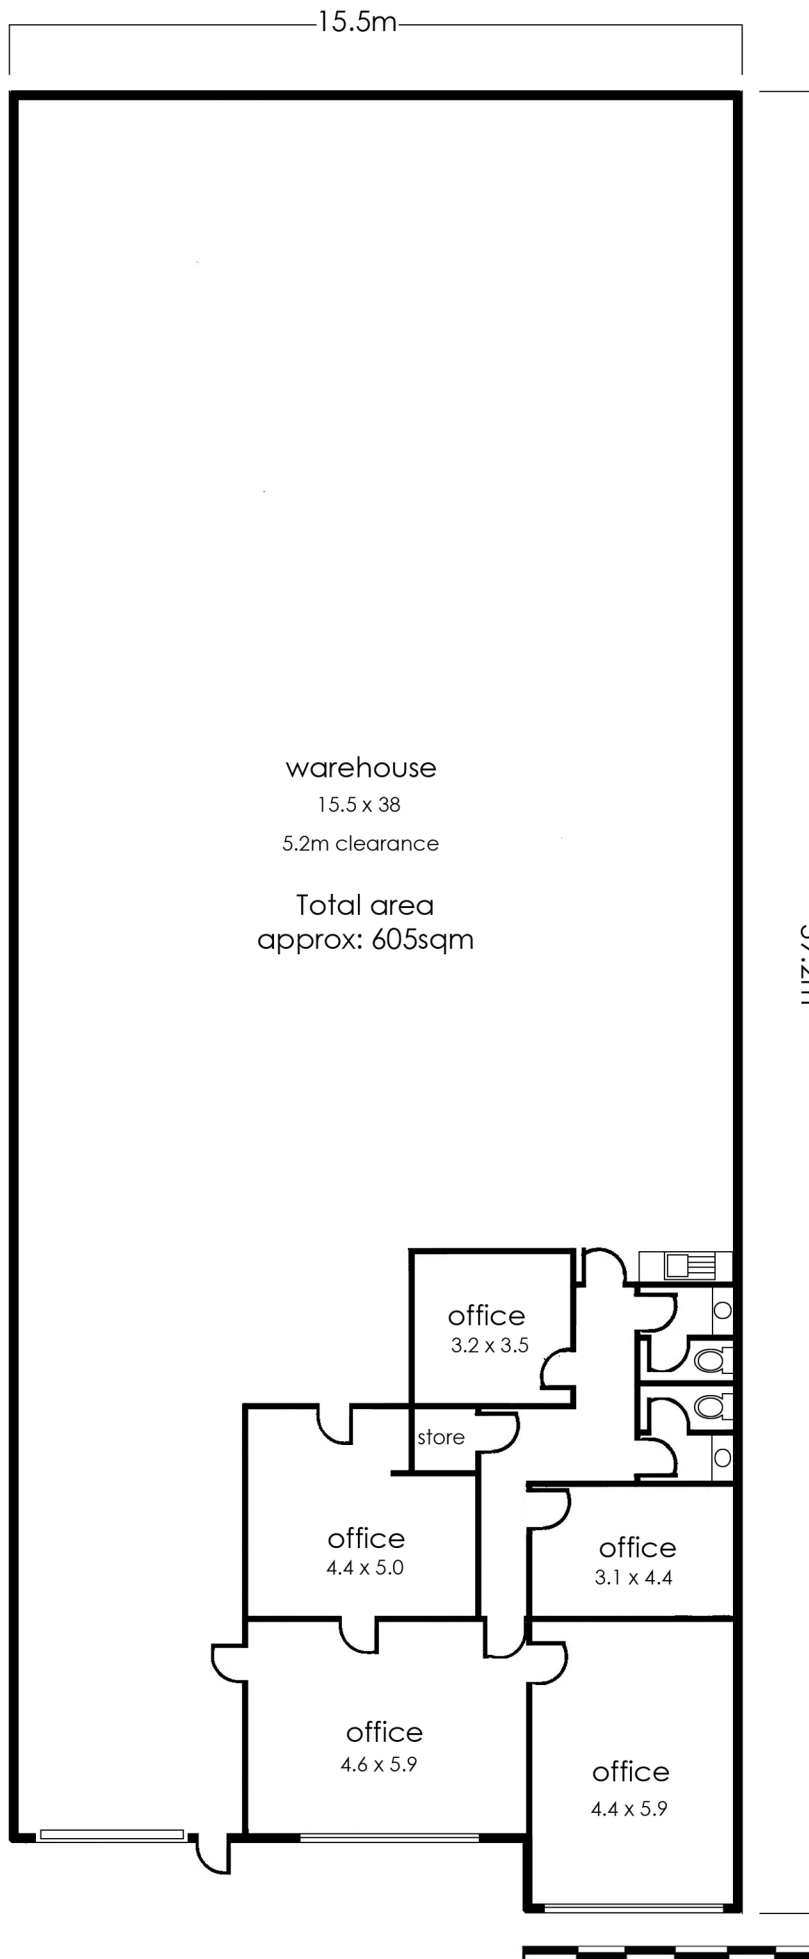 15.5m
warehouse
15.5 x 38
5.2m clearance
Total area
approx: 605sqm
office
3.2 x 3.5
store
office
4.4 x 5.0
office
3.1 x 4.4
office
4.6 x 5.9
office
4.4 x 5.9